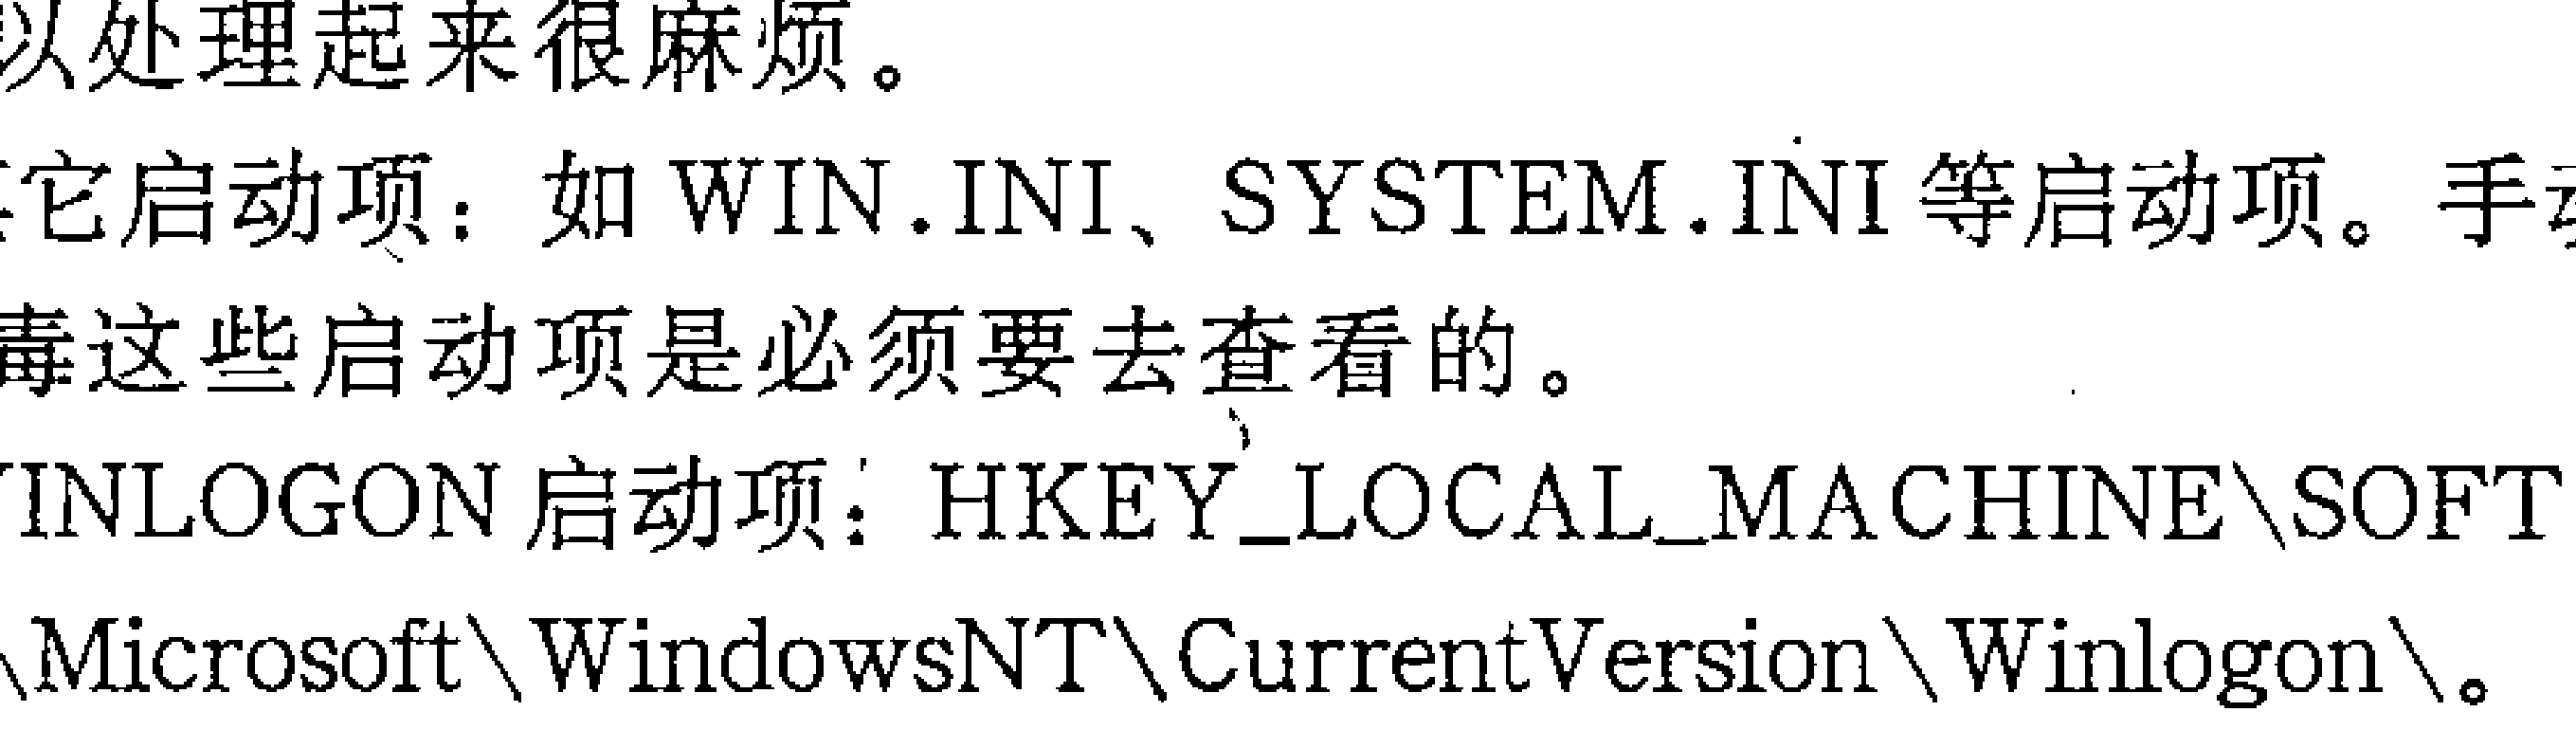 以处理起来很麻烦。
它启动项：如 WIN.INI、SYSTEM.INI 等启动项。手
毒这些启动项是必须要去查看的。
INLOGON 启动项：HKEY_LOCAL_MACHINE\SOFT
\Microsoft\WindowsNT\CurrentVersion\Winlogon\。